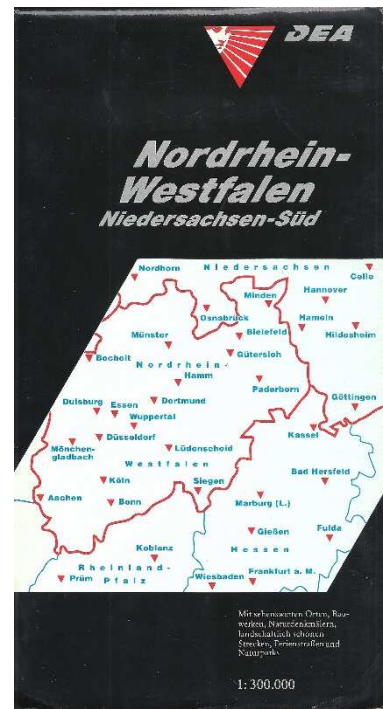 DEA
Nordrhein-
Westfalen
Niedersachsen-Süd
Nordhorn
Niedersachsen
Celle
Minden
Hannover
Osnabrück
Hameln
Hildesheim
Münster
Bielefeld
Bocholt
Gütersloh
Nordrhein-
Hamm
Paderborn
Duisburg
Essen
Dortmund
Göttingen
Wuppertal
Kassel
Mönchen-
gladbach
Düsseldorf
Lüdenscheid
Westfalen
Köln
Siegen
Bad Hersfeld
Aachen
Bonn
Marburg (L.)
Gießen
Fulda
Koblenz
Hessen
Rheinland-
Pfalz
Prüm
Wiesbaden
Frankfurt a. M.
Mit sehenswerten Orten, Bau-
werken, Naturdenkmälern,
landschaftlich schönen
Strecken, Ferienstraßen und
Naturparks
1:300.000